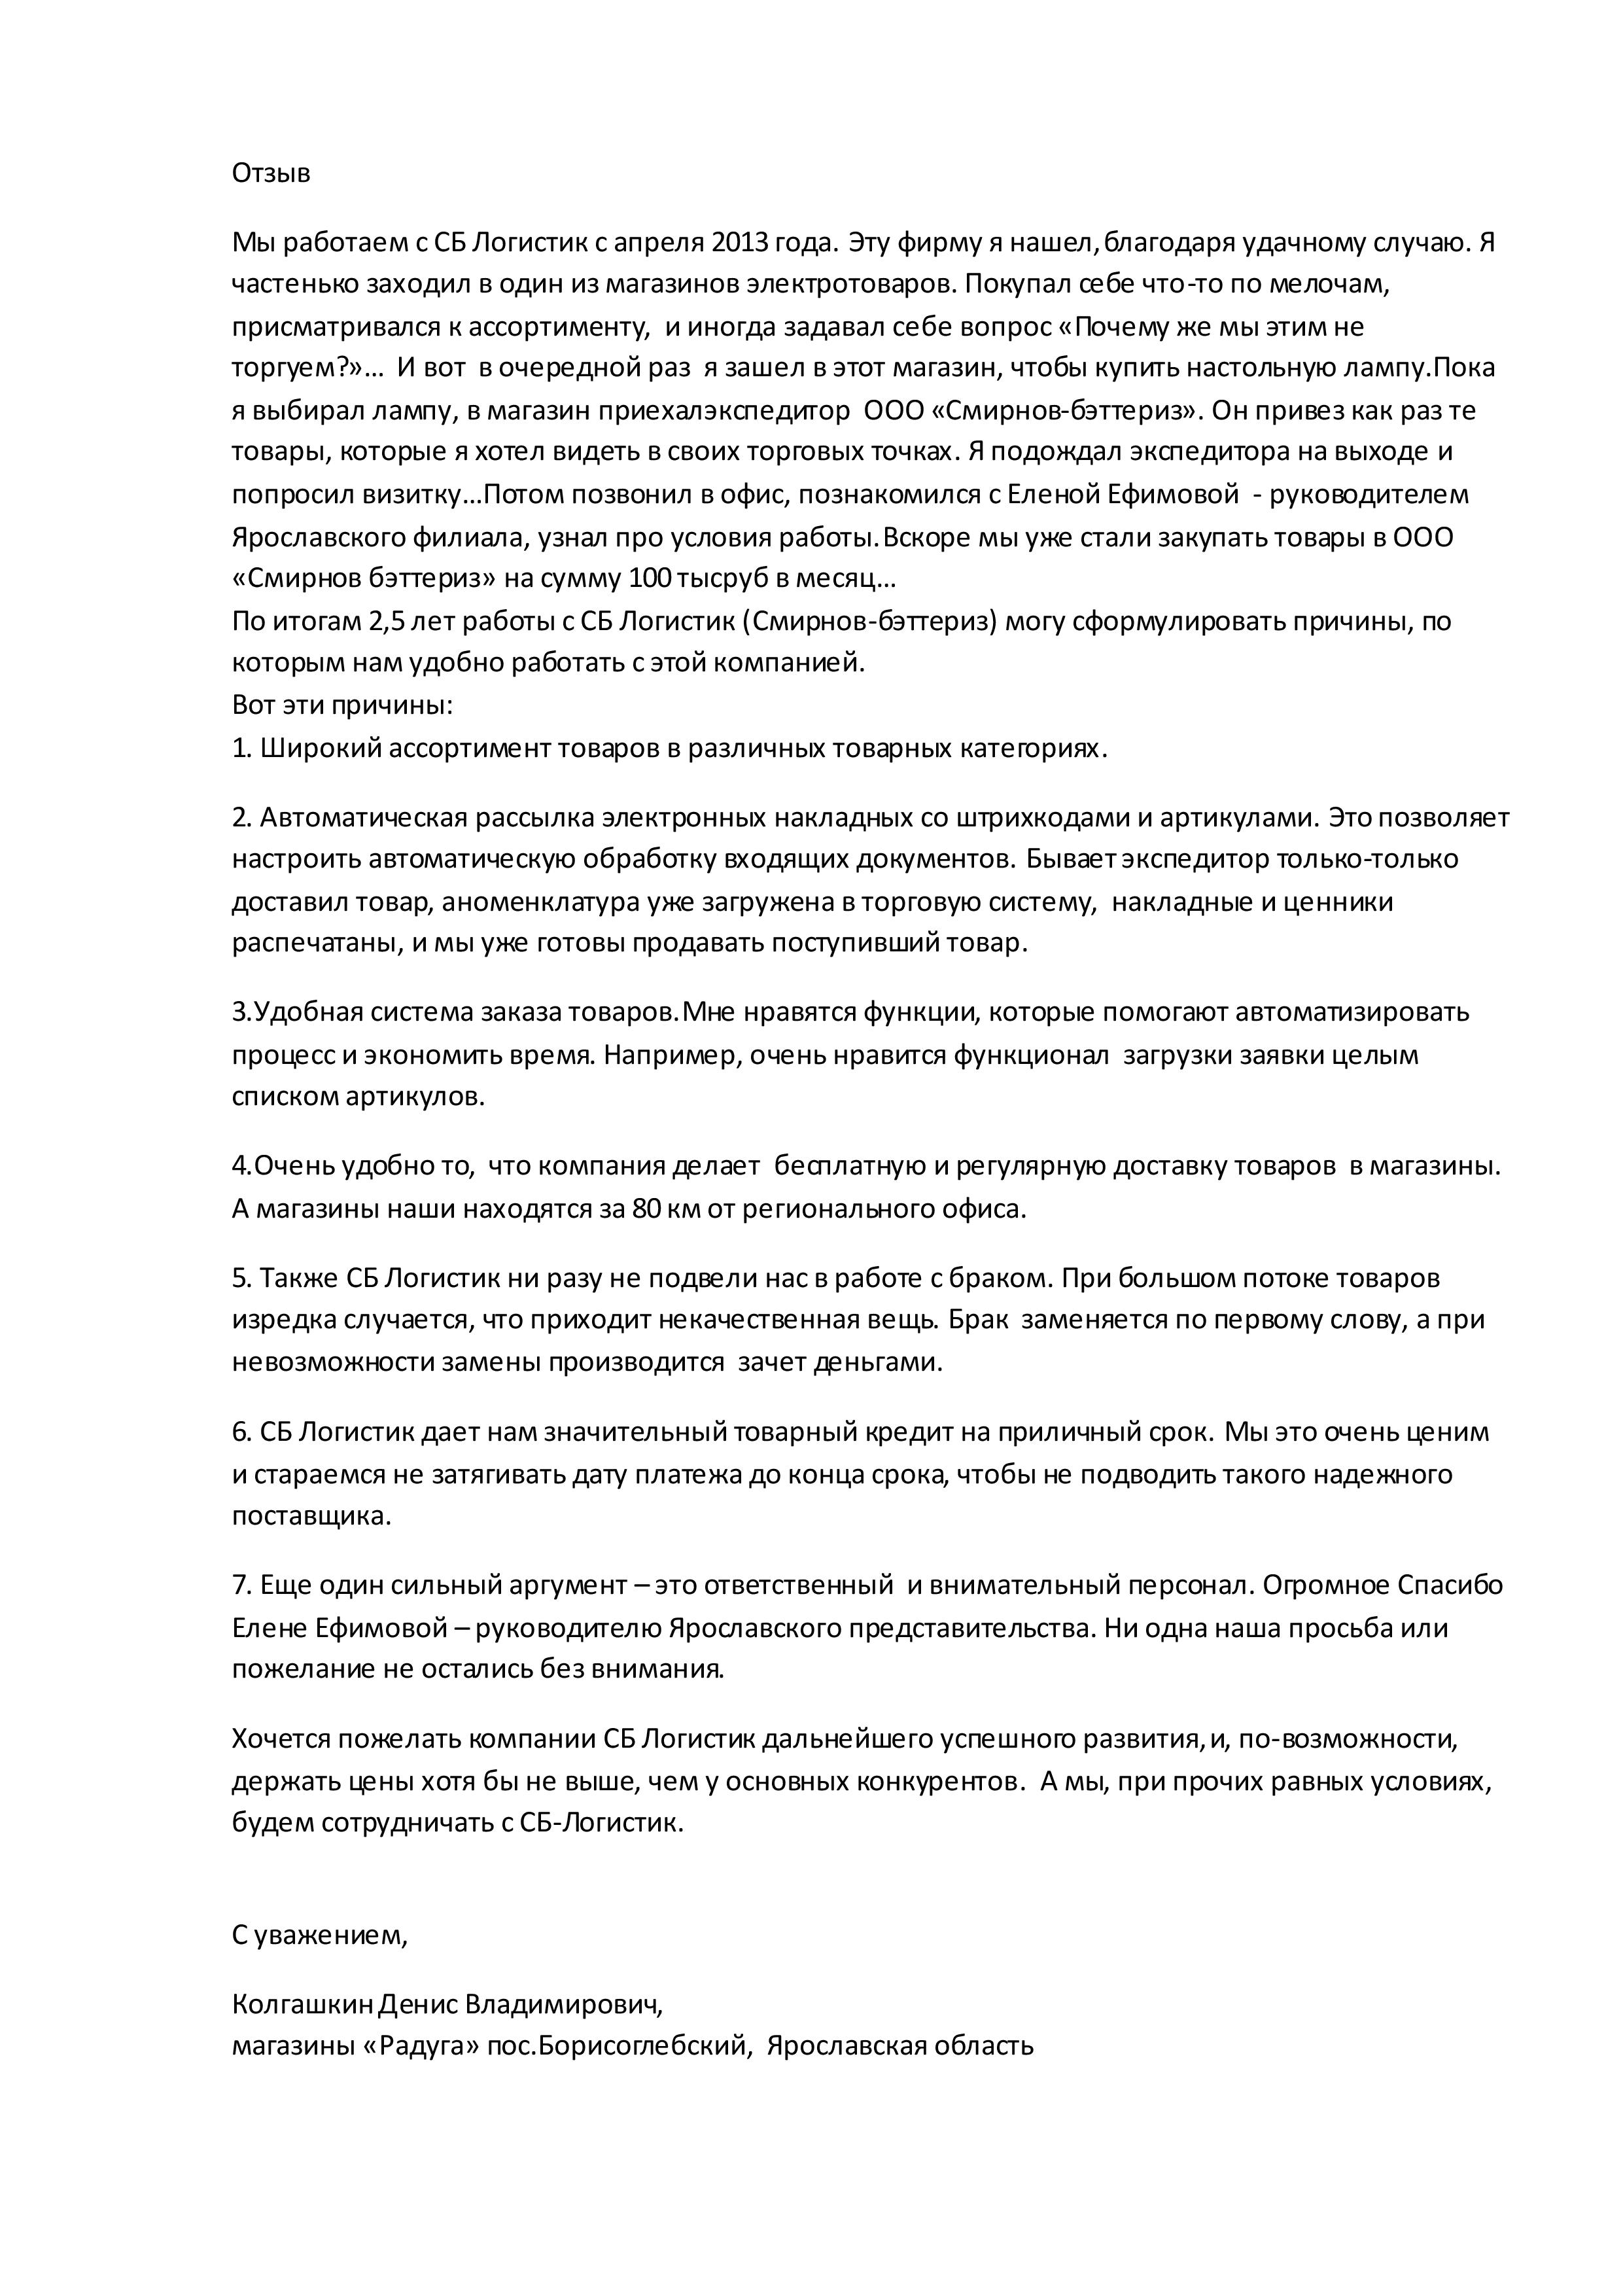 Отзыв
Мы работаем с СБ Логистик с апреля 2013 года. Эту фирму я нашел, благодаря удачному случаю. Я
частенько заходил в один из магазинов электротоваров. Покупал себе что-то по мелочам,
присматривался к ассортименту, и иногда задавал себе вопрос «Почему же мы этим не
торгуем?»… И вот в очередной раз я зашел в этот магазин, чтобы купить настольную лампу.Пока
я выбирал лампу, в магазин приехалэкспедитор ООО «Смирнов-бэттериз». Он привез как раз те
товары, которые я хотел видеть в своих торговых точках. Я подождал экспедитора на выходе и
попросил визитку…Потом позвонил в офис, познакомился с Еленой Ефимовой - руководителем
Ярославского филиала, узнал про условия работы.Вскоре мы уже стали закупать товары в ООО
«Смирнов бэттериз» на сумму 100 тысруб в месяц…
По итогам 2,5 лет работы с СБ Логистик (Смирнов-бэттериз) могу сформулировать причины, по
которым нам удобно работать с этой компанией.
Вот эти причины:
1. Широкий ассортимент товаров в различных товарных категориях.
2. Автоматическая рассылка электронных накладных со штрихкодами и артикулами. Это позволяет
настроить автоматическую обработку входящих документов. Бывает экспедитор только-только
доставил товар, аноменклатура уже загружена в торговую систему, накладные и ценники
распечатаны, и мы уже готовы продавать поступивший товар.
3.Удобная система заказа товаров.Мне нравятся функции, которые помогают автоматизировать
процесс и экономить время. Например, очень нравится функционал загрузки заявки целым
списком артикулов.
4.Очень удобно то, что компания делает бесплатную и регулярную доставку товаров в магазины.
А магазины наши находятся за 80 км от регионального офиса.
5. Также СБ Логистик ни разу не подвели нас в работе с браком. При большом потоке товаров
изредка случается, что приходит некачественная вещь. Брак заменяется по первому слову, а при
невозможности замены производится зачет деньгами.
6. СБ Логистик дает нам значительный товарный кредит на приличный срок. Мы это очень ценим
и стараемся не затягивать дату платежа до конца срока, чтобы не подводить такого надежного
поставщика.
7. Еще один сильный аргумент – это ответственный и внимательный персонал. Огромное Спасибо
Елене Ефимовой – руководителю Ярославского представительства. Ни одна наша просьба или
пожелание не остались без внимания.
Хочется пожелать компании СБ Логистик дальнейшего успешного развития, и, по-возможности,
держать цены хотя бы не выше, чем у основных конкурентов. А мы, при прочих равных условиях,
будем сотрудничать с СБ-Логистик.
С уважением,
Колгашкин Денис Владимирович,
магазины «Радуга» пос.Борисоглебский, Ярославская область